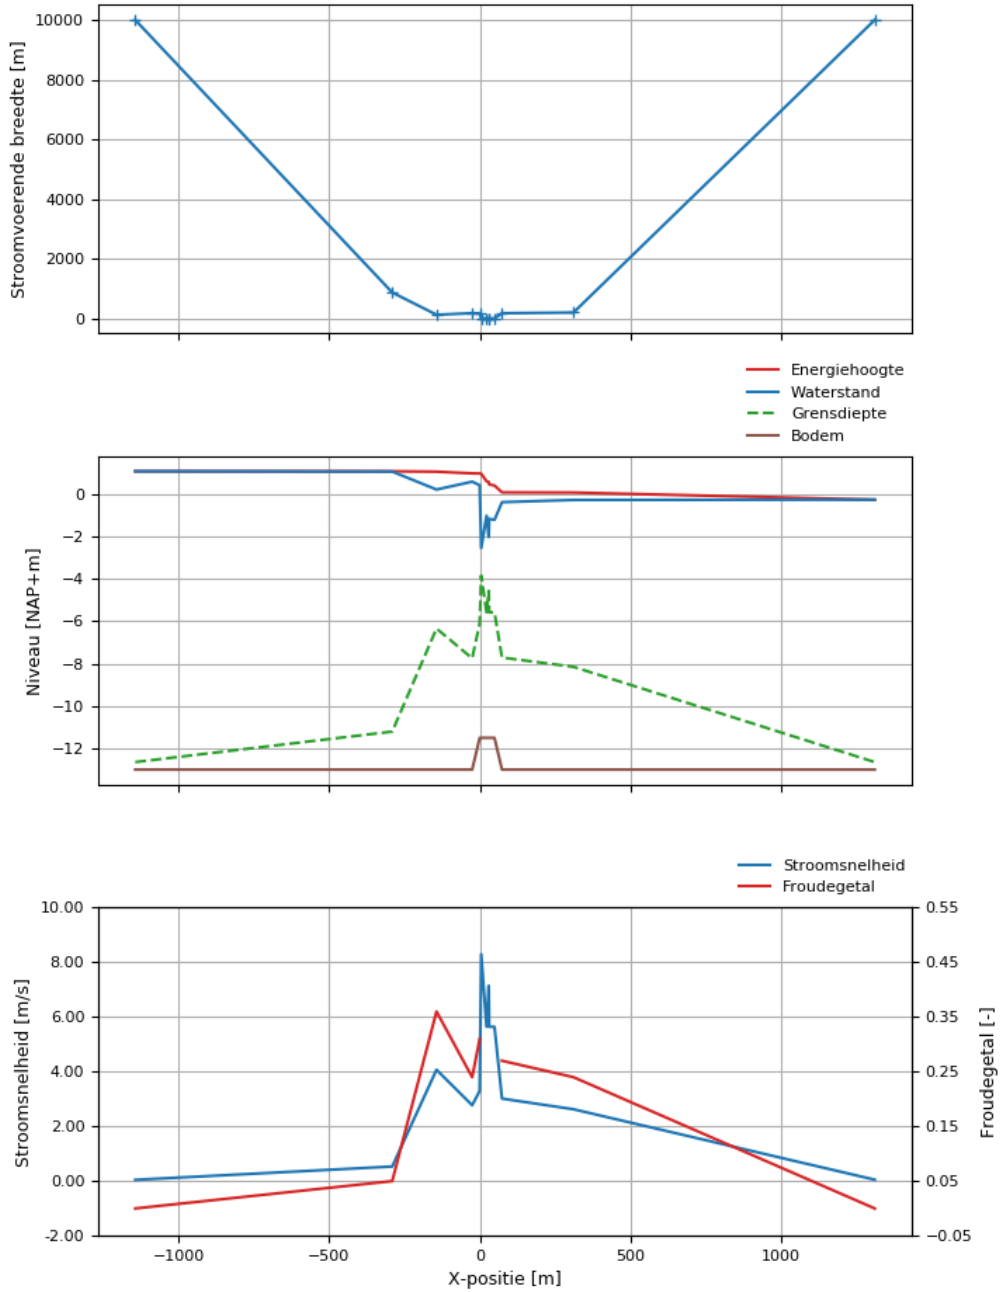 10000
8000
6000
4000
2000
0
Stroomvoerende breedte [m]
Energiehoogte
Waterstand
Grensdiepte
Bodem
0
−2
−4
−6
−8
−10
−12
Niveau [NAP+m]
Stroomsnelheid
Froudegetal
10.00
8.00
6.00
4.00
2.00
0.00
−2.00
Stroomsnelheid [m/s]
0.55
0.45
0.35
0.25
0.15
0.05
−0.05
Froudegetal [-]
−1000 −500 0 500 1000
X-positie [m]